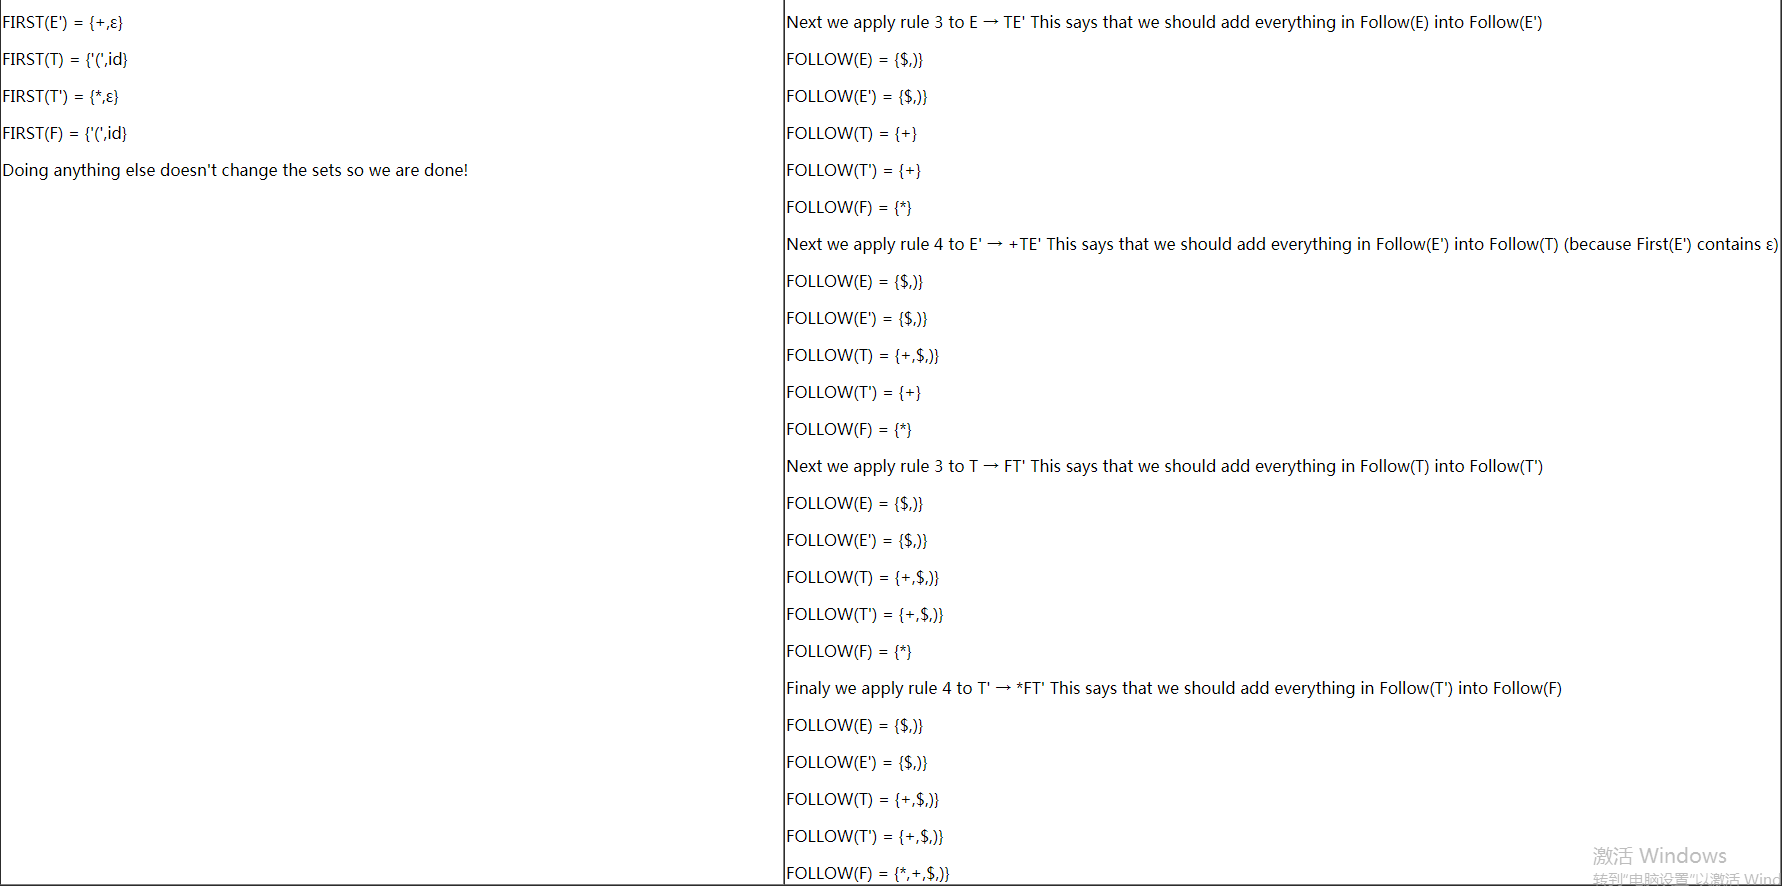 FIRST(E') = {+,ε}
FIRST(T) = {'(',id}
FIRST(T') = {*,ε}
FIRST(F) = {'(',id}
Doing anything else doesn't change the sets so we are done!
Next we apply rule 3 to E → TE' This says that we should add everything in Follow(E) into Follow(E')
FOLLOW(E) = {$,)}
FOLLOW(E') = {$,)}
FOLLOW(T) = {+}
FOLLOW(T') = {+}
FOLLOW(F) = {*}
Next we apply rule 4 to E' → +TE' This says that we should add everything in Follow(E') into Follow(T) (because First(E') contains ε)
FOLLOW(E) = {$,)}
FOLLOW(E') = {$,)}
FOLLOW(T) = {+,$,)}
FOLLOW(T') = {+}
FOLLOW(F) = {*}
Next we apply rule 3 to T → FT' This says that we should add everything in Follow(T) into Follow(T')
FOLLOW(E) = {$,)}
FOLLOW(E') = {$,)}
FOLLOW(T) = {+,$,)}
FOLLOW(T') = {+,$,)}
FOLLOW(F) = {*}
Finaly we apply rule 4 to T' → *FT' This says that we should add everything in Follow(T') into Follow(F)
FOLLOW(E) = {$,)}
FOLLOW(E') = {$,)}
FOLLOW(T) = {+,$,)}
FOLLOW(T') = {+,$,)}
FOLLOW(F) = {*,+,$,)}
激活 Windows
转到"电脑设置"以激活 Wind